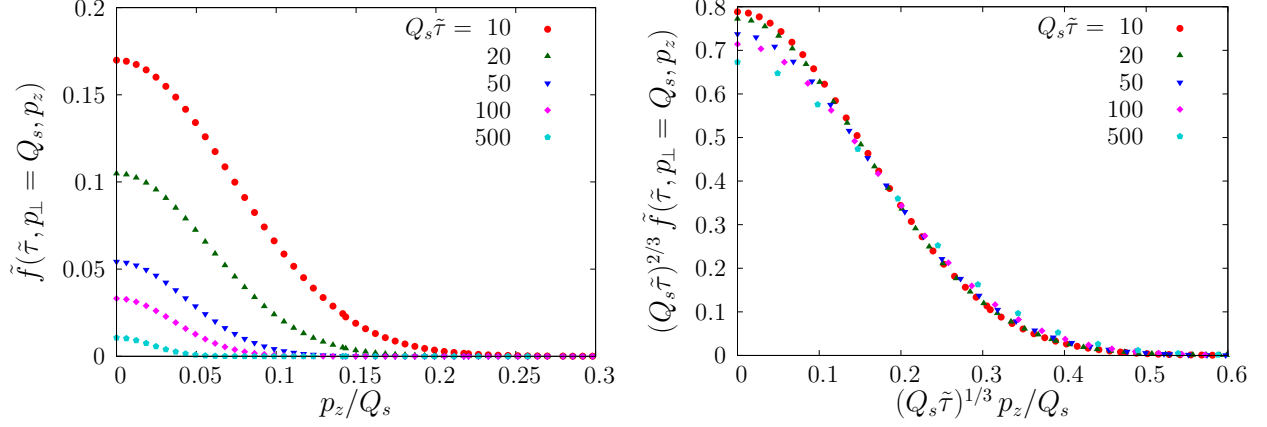 Q_s τ̃ = 10
20
50
100
500
f̃(τ̃, p_⊥ = Q_s, p_z)
0.2
0.15
0.1
0.05
0
0 0.05 0.1 0.15 0.2 0.25 0.3
p_z/Q_s
Q_s τ̃ = 10
20
50
100
500
(Q_s τ̃)^{2/3} f̃(τ̃, p_⊥ = Q_s, p_z)
0.8
0.7
0.6
0.5
0.4
0.3
0.2
0.1
0
0 0.1 0.2 0.3 0.4 0.5 0.6
(Q_s τ̃)^{1/3} p_z/Q_s